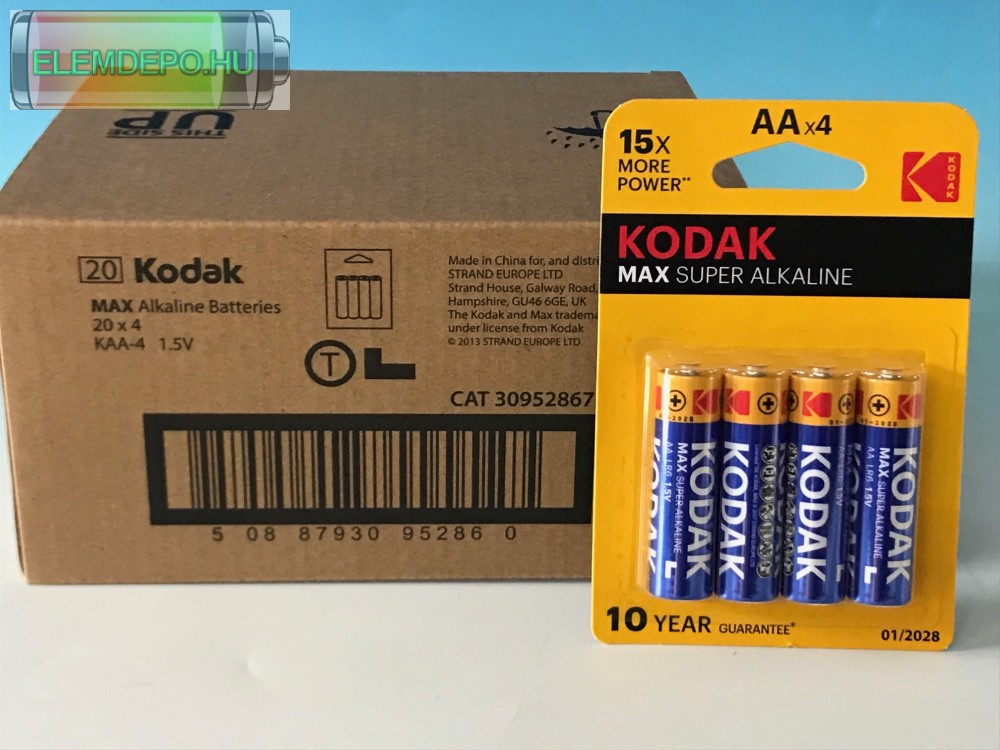 ELEMDEPO.HU
THIS SIDE
UP
20 Kodak
MAX Alkaline Batteries
20 x 4
KAA-4 1.5V
Made in China for, and
STRAND EUROPE LTD
Strand House, Galway Road,
Hampshire, GU46 6GE, UK
The Kodak and Max
under license from Kodak
© 2013 STRAND EUROPE LTD
T
CAT 30952867
5 08 87930 95286 0
AA x4
15X
MORE
POWER**
KODAK
KODAK
MAX SUPER ALKALINE
KODAK
MAX SUPER ALKALINE
AA · LR6 · 1.5V
KODAK
KODAK
KODAK
MAX SUPER ALKALINE
AA · LR6 · 1.5V
10 YEAR GUARANTEE*
01/2028